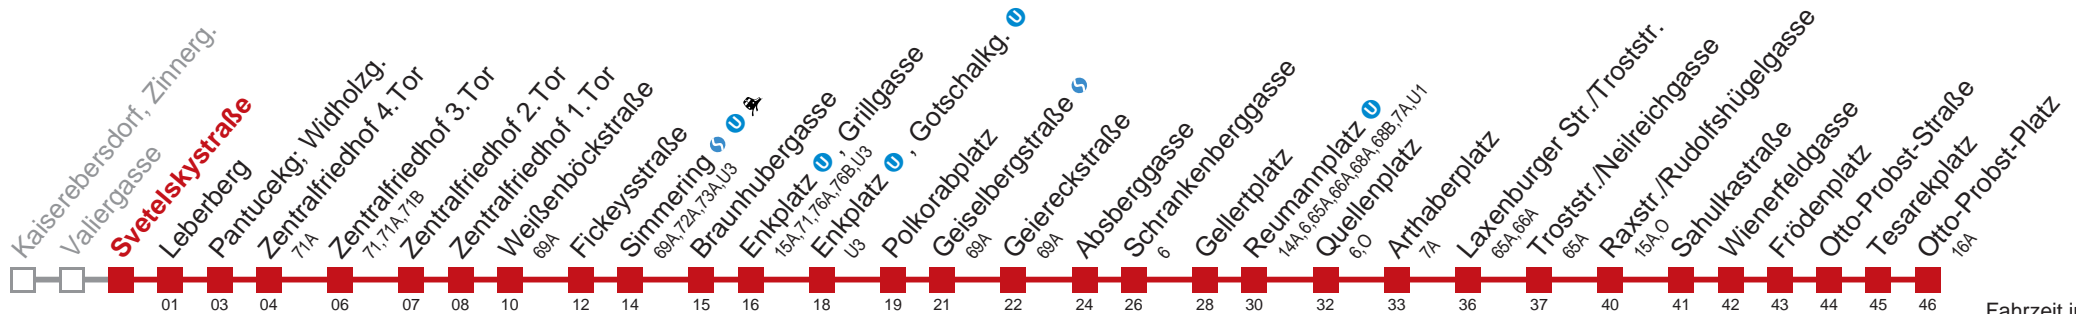 Kaiserebersdorf, Zinnerg.
Valiergasse
Svetelskystraße
Leberberg
Pantucekg; Widholzg.
Zentralfriedhof 4.Tor
71A
Zentralfriedhof 3.Tor
71,71A,71B
Zentralfriedhof 2.Tor
Zentralfriedhof 1.Tor
Weißenböckstraße
69A
Fickeysstraße
Simmering S U
69A,72A,73A,U3
Braunhubergasse
Enkplatz U , Grillgasse
15A,71,76A,76B,U3
Enkplatz U , Gotschalkg. U
U3
Polkorabplatz
Geiselbergstraße S
69A
Geiereckstraße
69A
Absberggasse
Schrankenberggasse
6
Gellertplatz
Reumannplatz U
14A,6,65A,66A,68A,68B,7A,U1
Quellenplatz
6,O
Arthaberplatz
7A
Laxenburger Str./Troststr.
65A,66A
Troststr./Neilreichgasse
65A
Raxstr./Rudolfshügelgasse
15A,O
Sahulkastraße
Wienerfeldgasse
Frödenplatz
Otto-Probst-Straße
Tesarekplatz
Otto-Probst-Platz
16A
01 03 04 06 07 08 10 12 14 15 16 18 19 21 22 24 26 28 30 32 33 36 37 40 41 42 43 44 45 46
Fahrzeit i